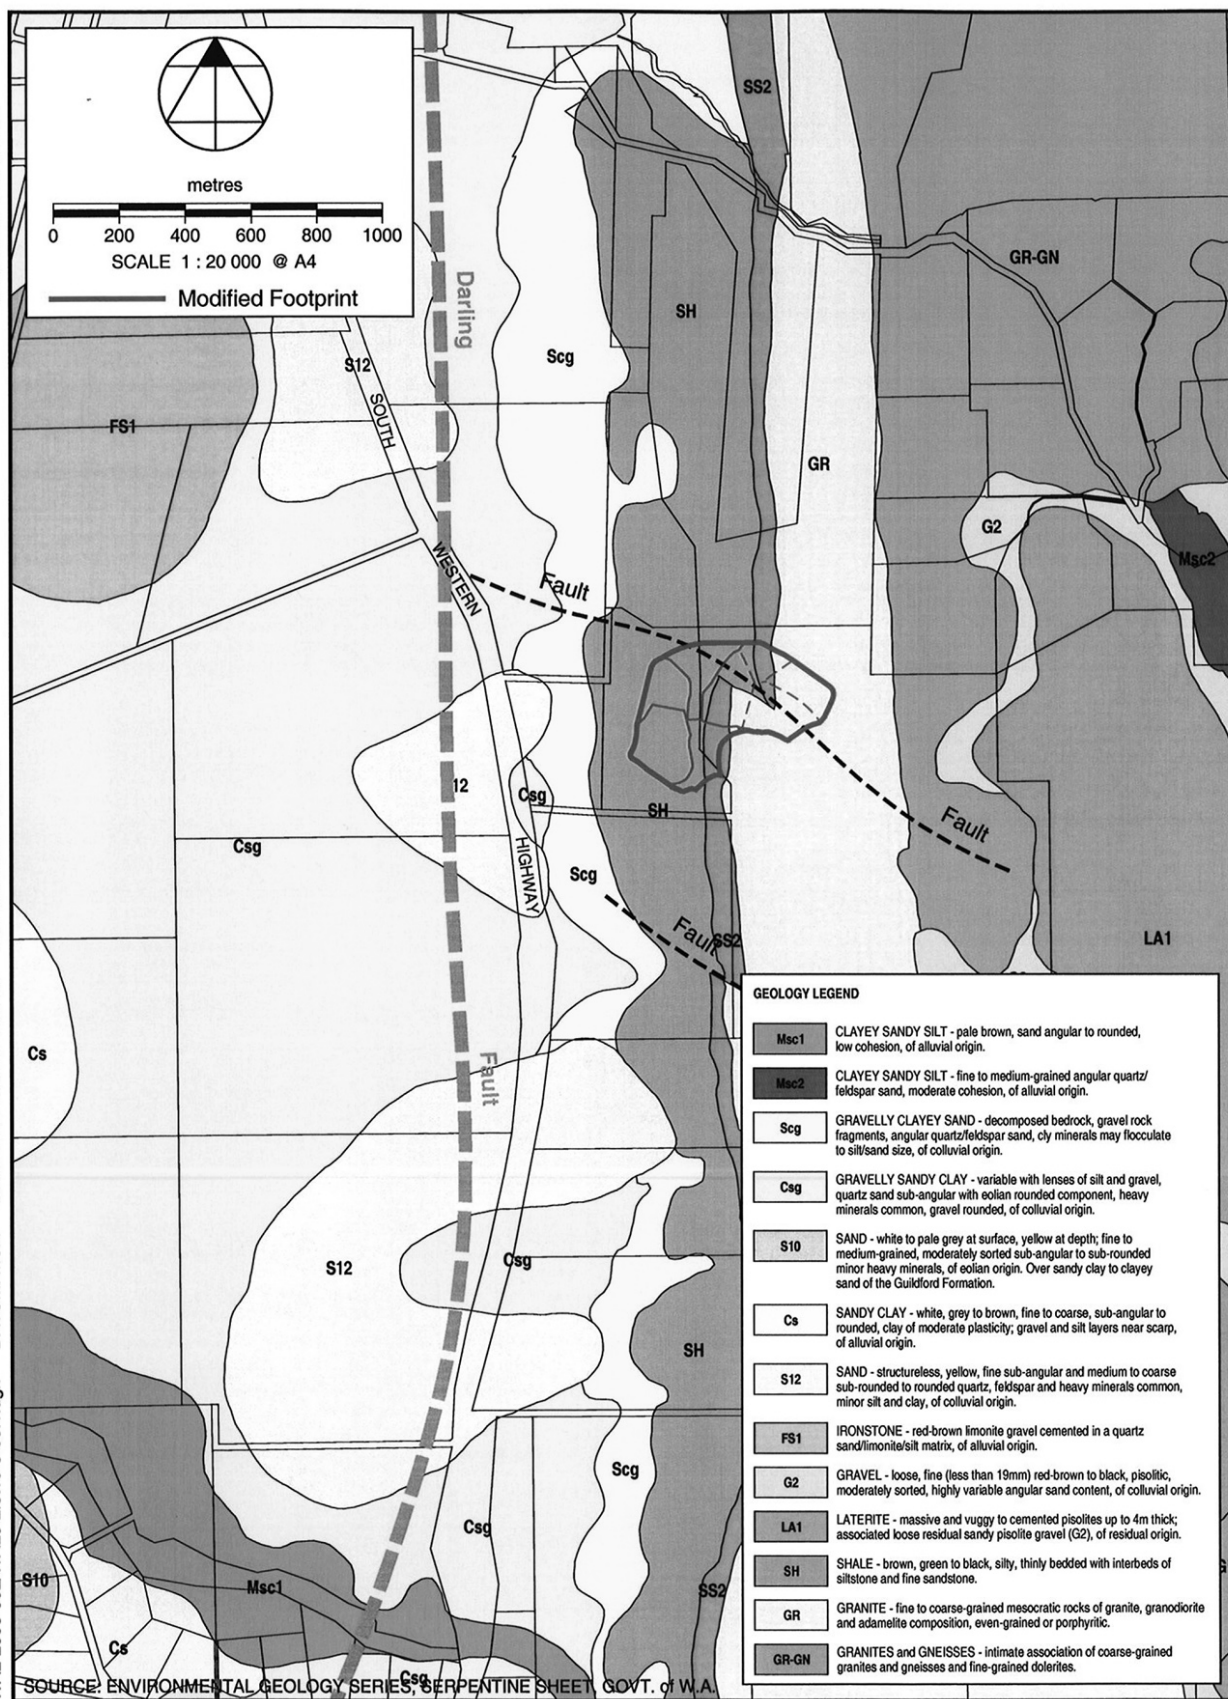 metres
0 200 400 600 800 1000
SCALE 1 : 20 000 @ A4
Modified Footprint
SS2
GR-GN
Darling
SH
S12
Scg
SOUTH
FS1
GR
G2
Msc2
WESTERN
Fault
12
Csg
SH
Fault
HIGHWAY
Csg
Scg
Fault
SS2
LA1
Cs
Fault
S12
Csg
SH
Scg
Csg
S10
Msc1
SS2
Cs
Csg
SOURCE: ENVIRONMENTAL GEOLOGY SERIES, SERPENTINE SHEET, GOVT. of W.A.
GEOLOGY LEGEND
Msc1 CLAYEY SANDY SILT - pale brown, sand angular to rounded,
low cohesion, of alluvial origin.
Msc2 CLAYEY SANDY SILT - fine to medium-grained angular quartz/
feldspar sand, moderate cohesion, of alluvial origin.
Scg GRAVELLY CLAYEY SAND - decomposed bedrock, gravel rock
fragments, angular quartz/feldspar sand, cly minerals may flocculate
to silt/sand size, of colluvial origin.
Csg GRAVELLY SANDY CLAY - variable with lenses of silt and gravel,
quartz sand sub-angular with eolian rounded component, heavy
minerals common, gravel rounded, of colluvial origin.
S10 SAND - white to pale grey at surface, yellow at depth; fine to
medium-grained, moderately sorted sub-angular to sub-rounded
minor heavy minerals, of eolian origin. Over sandy clay to clayey
sand of the Guildford Formation.
Cs SANDY CLAY - white, grey to brown, fine to coarse, sub-angular to
rounded, clay of moderate plasticity; gravel and silt layers near scarp,
of alluvial origin.
S12 SAND - structureless, yellow, fine sub-angular and medium to coarse
sub-rounded to rounded quartz, feldspar and heavy minerals common,
minor silt and clay, of colluvial origin.
FS1 IRONSTONE - red-brown limonite gravel cemented in a quartz
sand/limonite/silt matrix, of alluvial origin.
G2 GRAVEL - loose, fine (less than 19mm) red-brown to black, pisolitic,
moderately sorted, highly variable angular sand content, of colluvial origin.
LA1 LATERITE - massive and vuggy to cemented pisolites up to 4m thick;
associated loose residual sandy pisolite gravel (G2), of residual origin.
SH SHALE - brown, green to black, silty, thinly bedded with interbeds of
siltstone and fine sandstone.
GR GRANITE - fine to coarse-grained mesocratic rocks of granite, granodiorite
and adamelite composition, even-grained or porphyritic.
GR-GN GRANITES and GNEISSES - intimate association of coarse-grained
granites and gneisses and fine-grained dolerites.